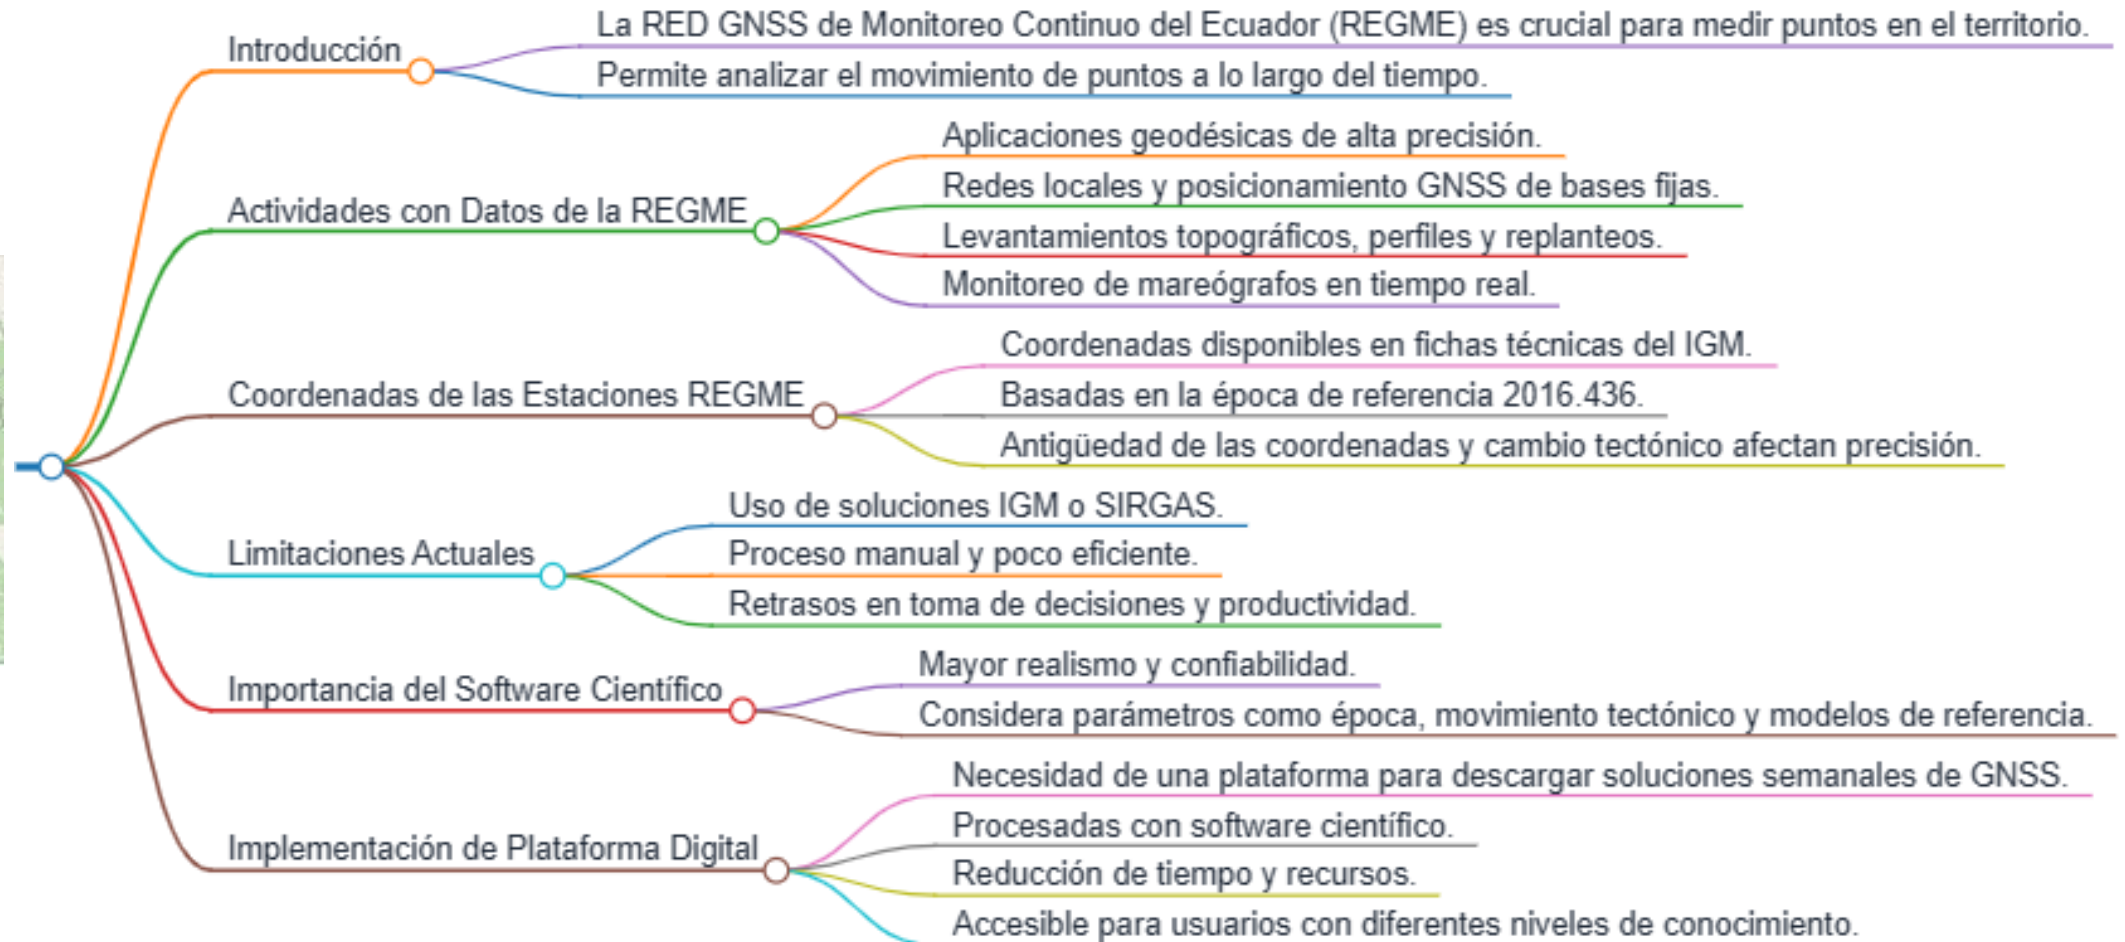 Introducción
La RED GNSS de Monitoreo Continuo del Ecuador (REGME) es crucial para medir puntos en el territorio.
Permite analizar el movimiento de puntos a lo largo del tiempo.
Actividades con Datos de la REGME
Aplicaciones geodésicas de alta precisión.
Redes locales y posicionamiento GNSS de bases fijas.
Levantamientos topográficos, perfiles y replanteos.
Monitoreo de mareógrafos en tiempo real.
Coordenadas de las Estaciones REGME
Coordenadas disponibles en fichas técnicas del IGM.
Basadas en la época de referencia 2016.436.
Antigüedad de las coordenadas y cambio tectónico afectan precisión.
Limitaciones Actuales
Uso de soluciones IGM o SIRGAS.
Proceso manual y poco eficiente.
Retrasos en toma de decisiones y productividad.
Importancia del Software Científico
Mayor realismo y confiabilidad.
Considera parámetros como época, movimiento tectónico y modelos de referencia.
Implementación de Plataforma Digital
Necesidad de una plataforma para descargar soluciones semanales de GNSS.
Procesadas con software científico.
Reducción de tiempo y recursos.
Accesible para usuarios con diferentes niveles de conocimiento.